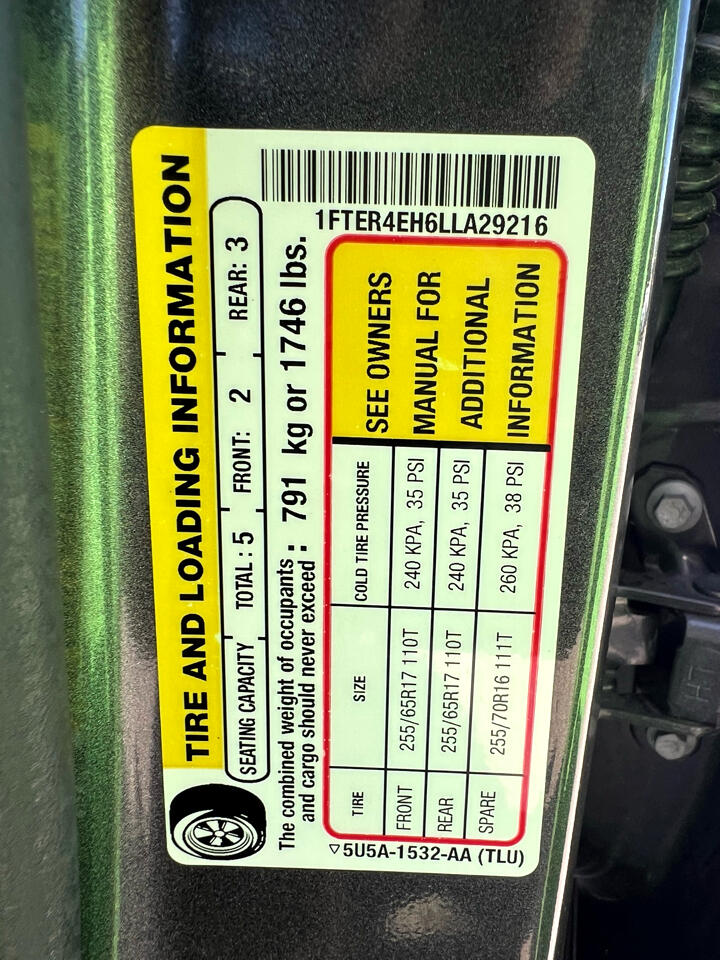 TIRE AND LOADING INFORMATION
SEATING CAPACITY TOTAL : 5 FRONT: 2 REAR: 3
The combined weight of occupants and cargo should never exceed : 791 kg or 1746 lbs.
TIRE SIZE COLD TIRE PRESSURE
FRONT 255/65R17 110T 240 KPA, 35 PSI
REAR 255/65R17 110T 240 KPA, 35 PSI
SPARE 255/70R16 111T 260 KPA, 38 PSI
SEE OWNERS
MANUAL FOR
ADDITIONAL
INFORMATION
5U5A-1532-AA (TLU)
1FTER4EH6LLA29216